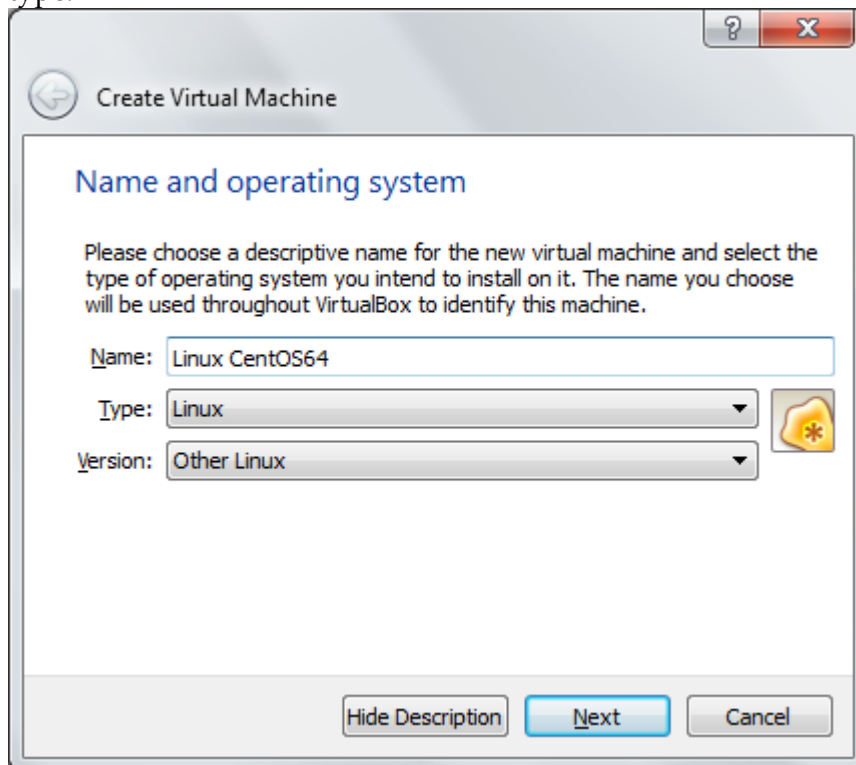 type.
?
Create Virtual Machine
Name and operating system
Please choose a descriptive name for the new virtual machine and select the
type of operating system you intend to install on it. The name you choose
will be used throughout VirtualBox to identify this machine.
Name: Linux CentOS64
Type: Linux
Version: Other Linux
Hide Description Next Cancel